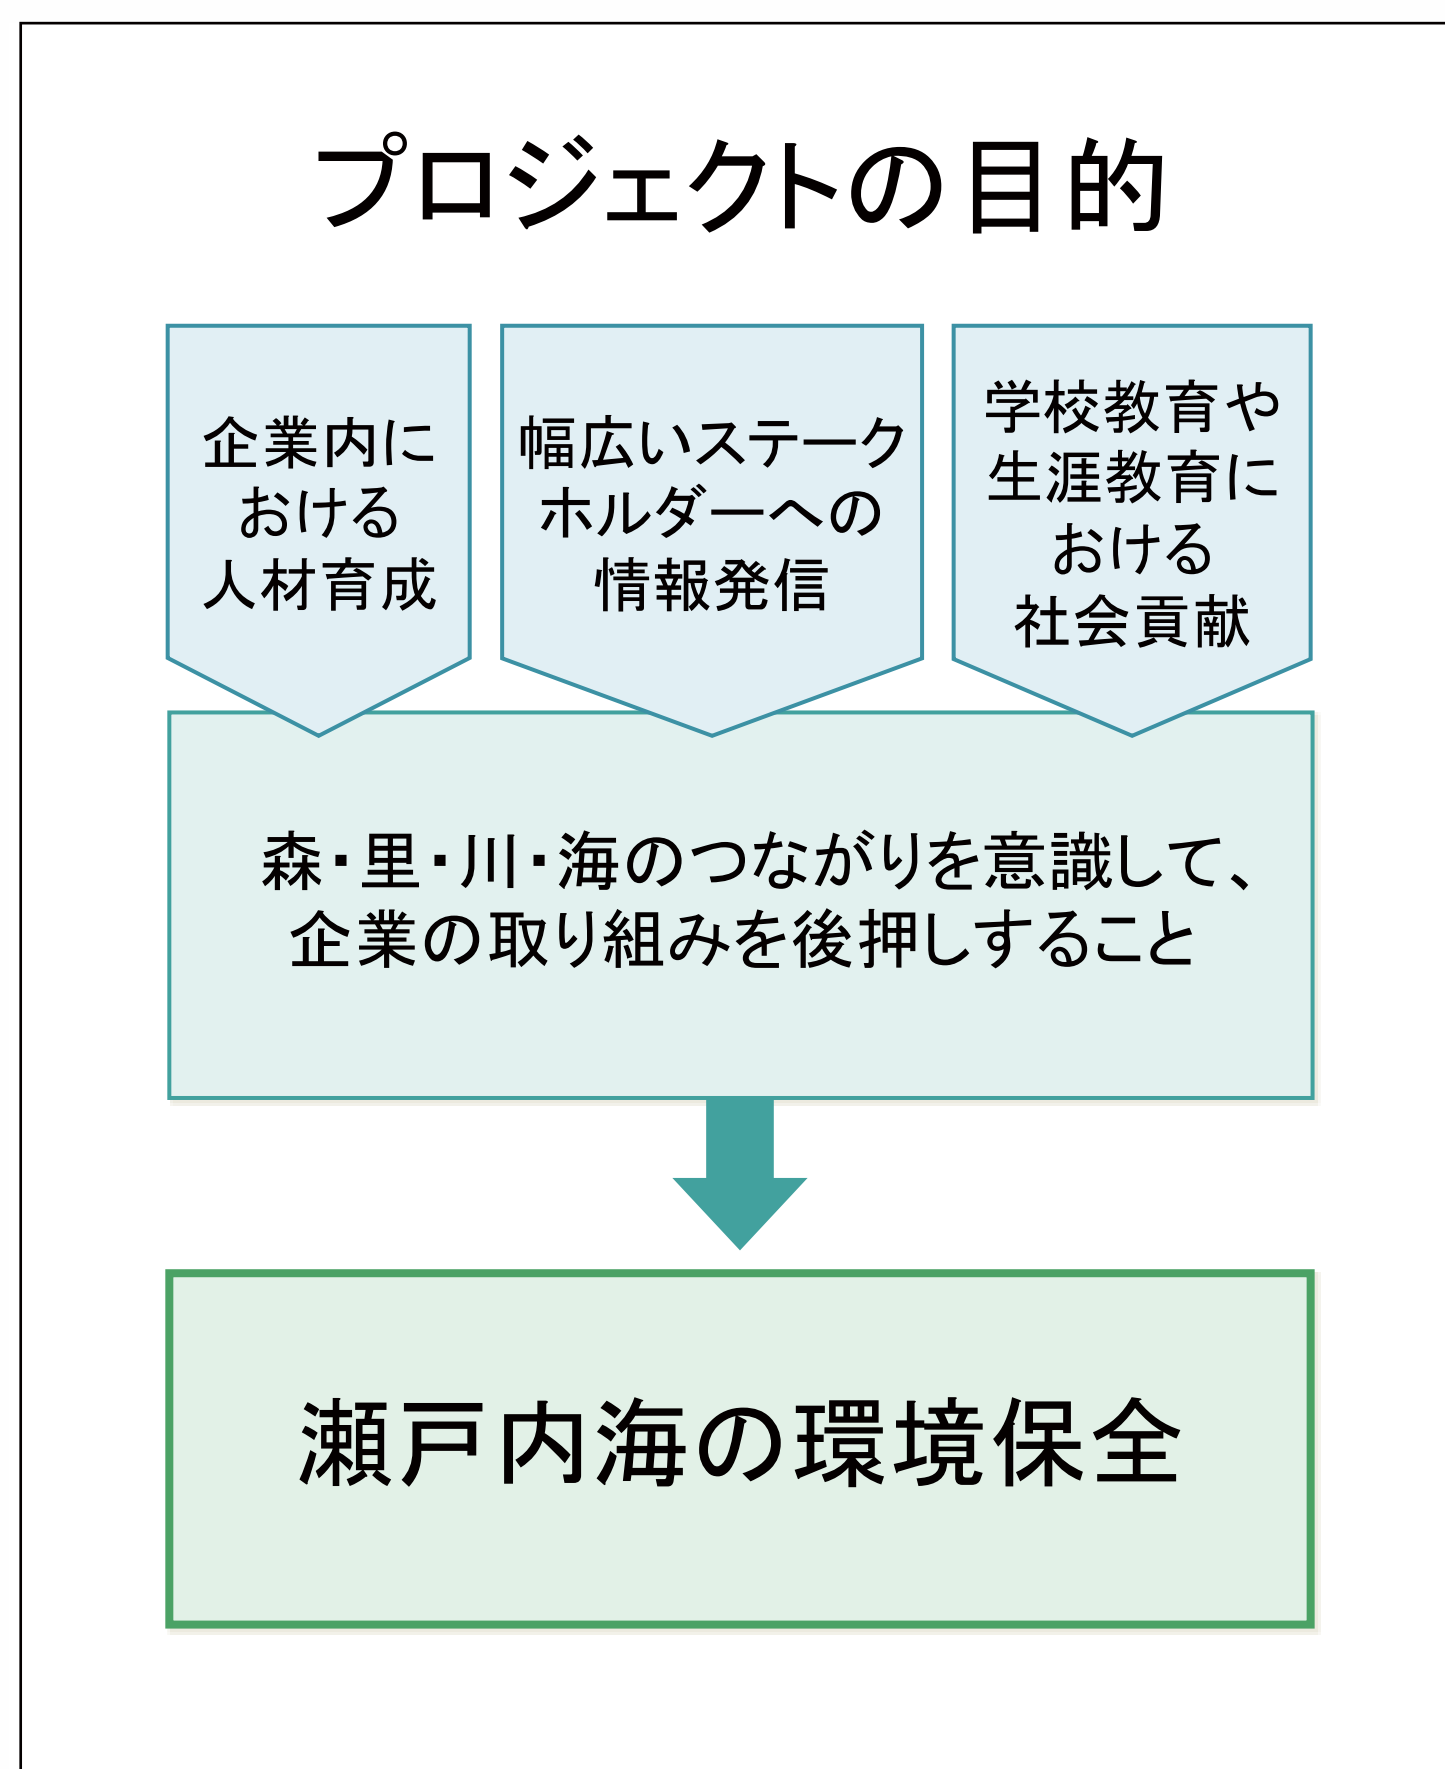 プロジェクトの目的
企業内に
おける
人材育成
幅広いステーク
ホルダーへの
情報発信
学校教育や
生涯教育に
おける
社会貢献
森・里・川・海のつながりを意識して、
企業の取り組みを後押しすること
瀬戸内海の環境保全